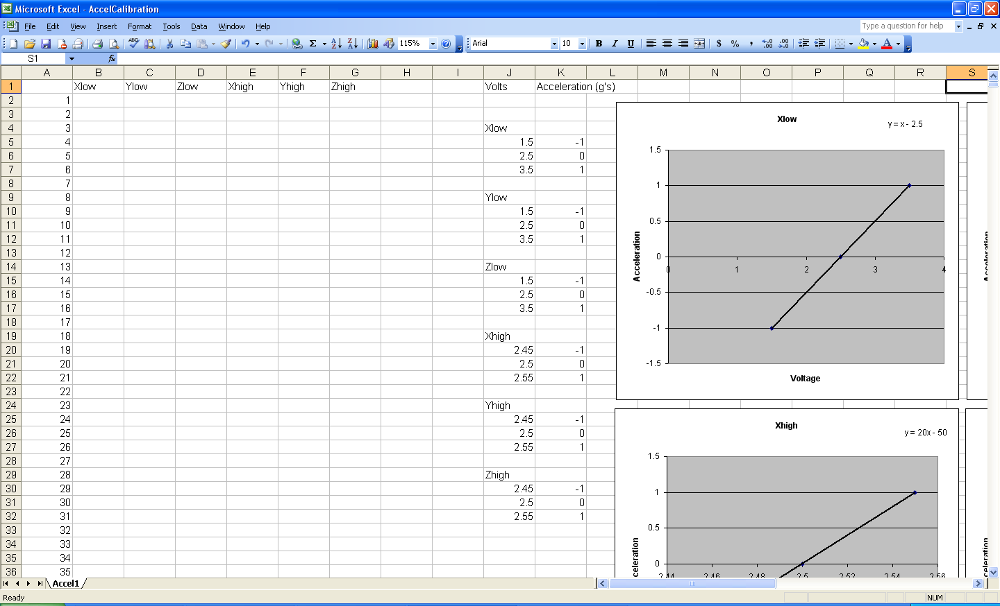 Microsoft Excel - AccelCalibration
File Edit View Insert Format Tools Data Window Help
Type a question for help
115% Arial 10 B I U $ % ,
S1 fx
A B C D E F G H I J K L M N O P Q R S
1 Xlow Ylow Zlow Xhigh Yhigh Zhigh Volts Acceleration (g's)
2 1
3 2
4 3 Xlow
5 4 1.5 -1
6 5 2.5 0
7 6 3.5 1
8 7
9 8 Ylow
10 9 1.5 -1
11 10 2.5 0
12 11 3.5 1
13 12
14 13 Zlow
15 14 1.5 -1
16 15 2.5 0
17 16 3.5 1
18 17
19 18 Xhigh
20 19 2.45 -1
21 20 2.5 0
22 21 2.55 1
23 22
24 23 Yhigh
25 24 2.45 -1
26 25 2.5 0
27 26 2.55 1
28 27
29 28 Zhigh
30 29 2.45 -1
31 30 2.5 0
32 31 2.55 1
33 32
34 33
35 34
36 35
Xlow
y = x - 2.5
1.5
1
0.5
0
-0.5
-1
-1.5
0 1 2 3 4
Acceleration
Voltage
Acceleration
Xhigh
y = 20x - 50
1.5
1
0.5
0
2.44 2.46 2.48 2.5 2.52 2.54 2.56
celeration
celeration
Accel1
Ready
NUM